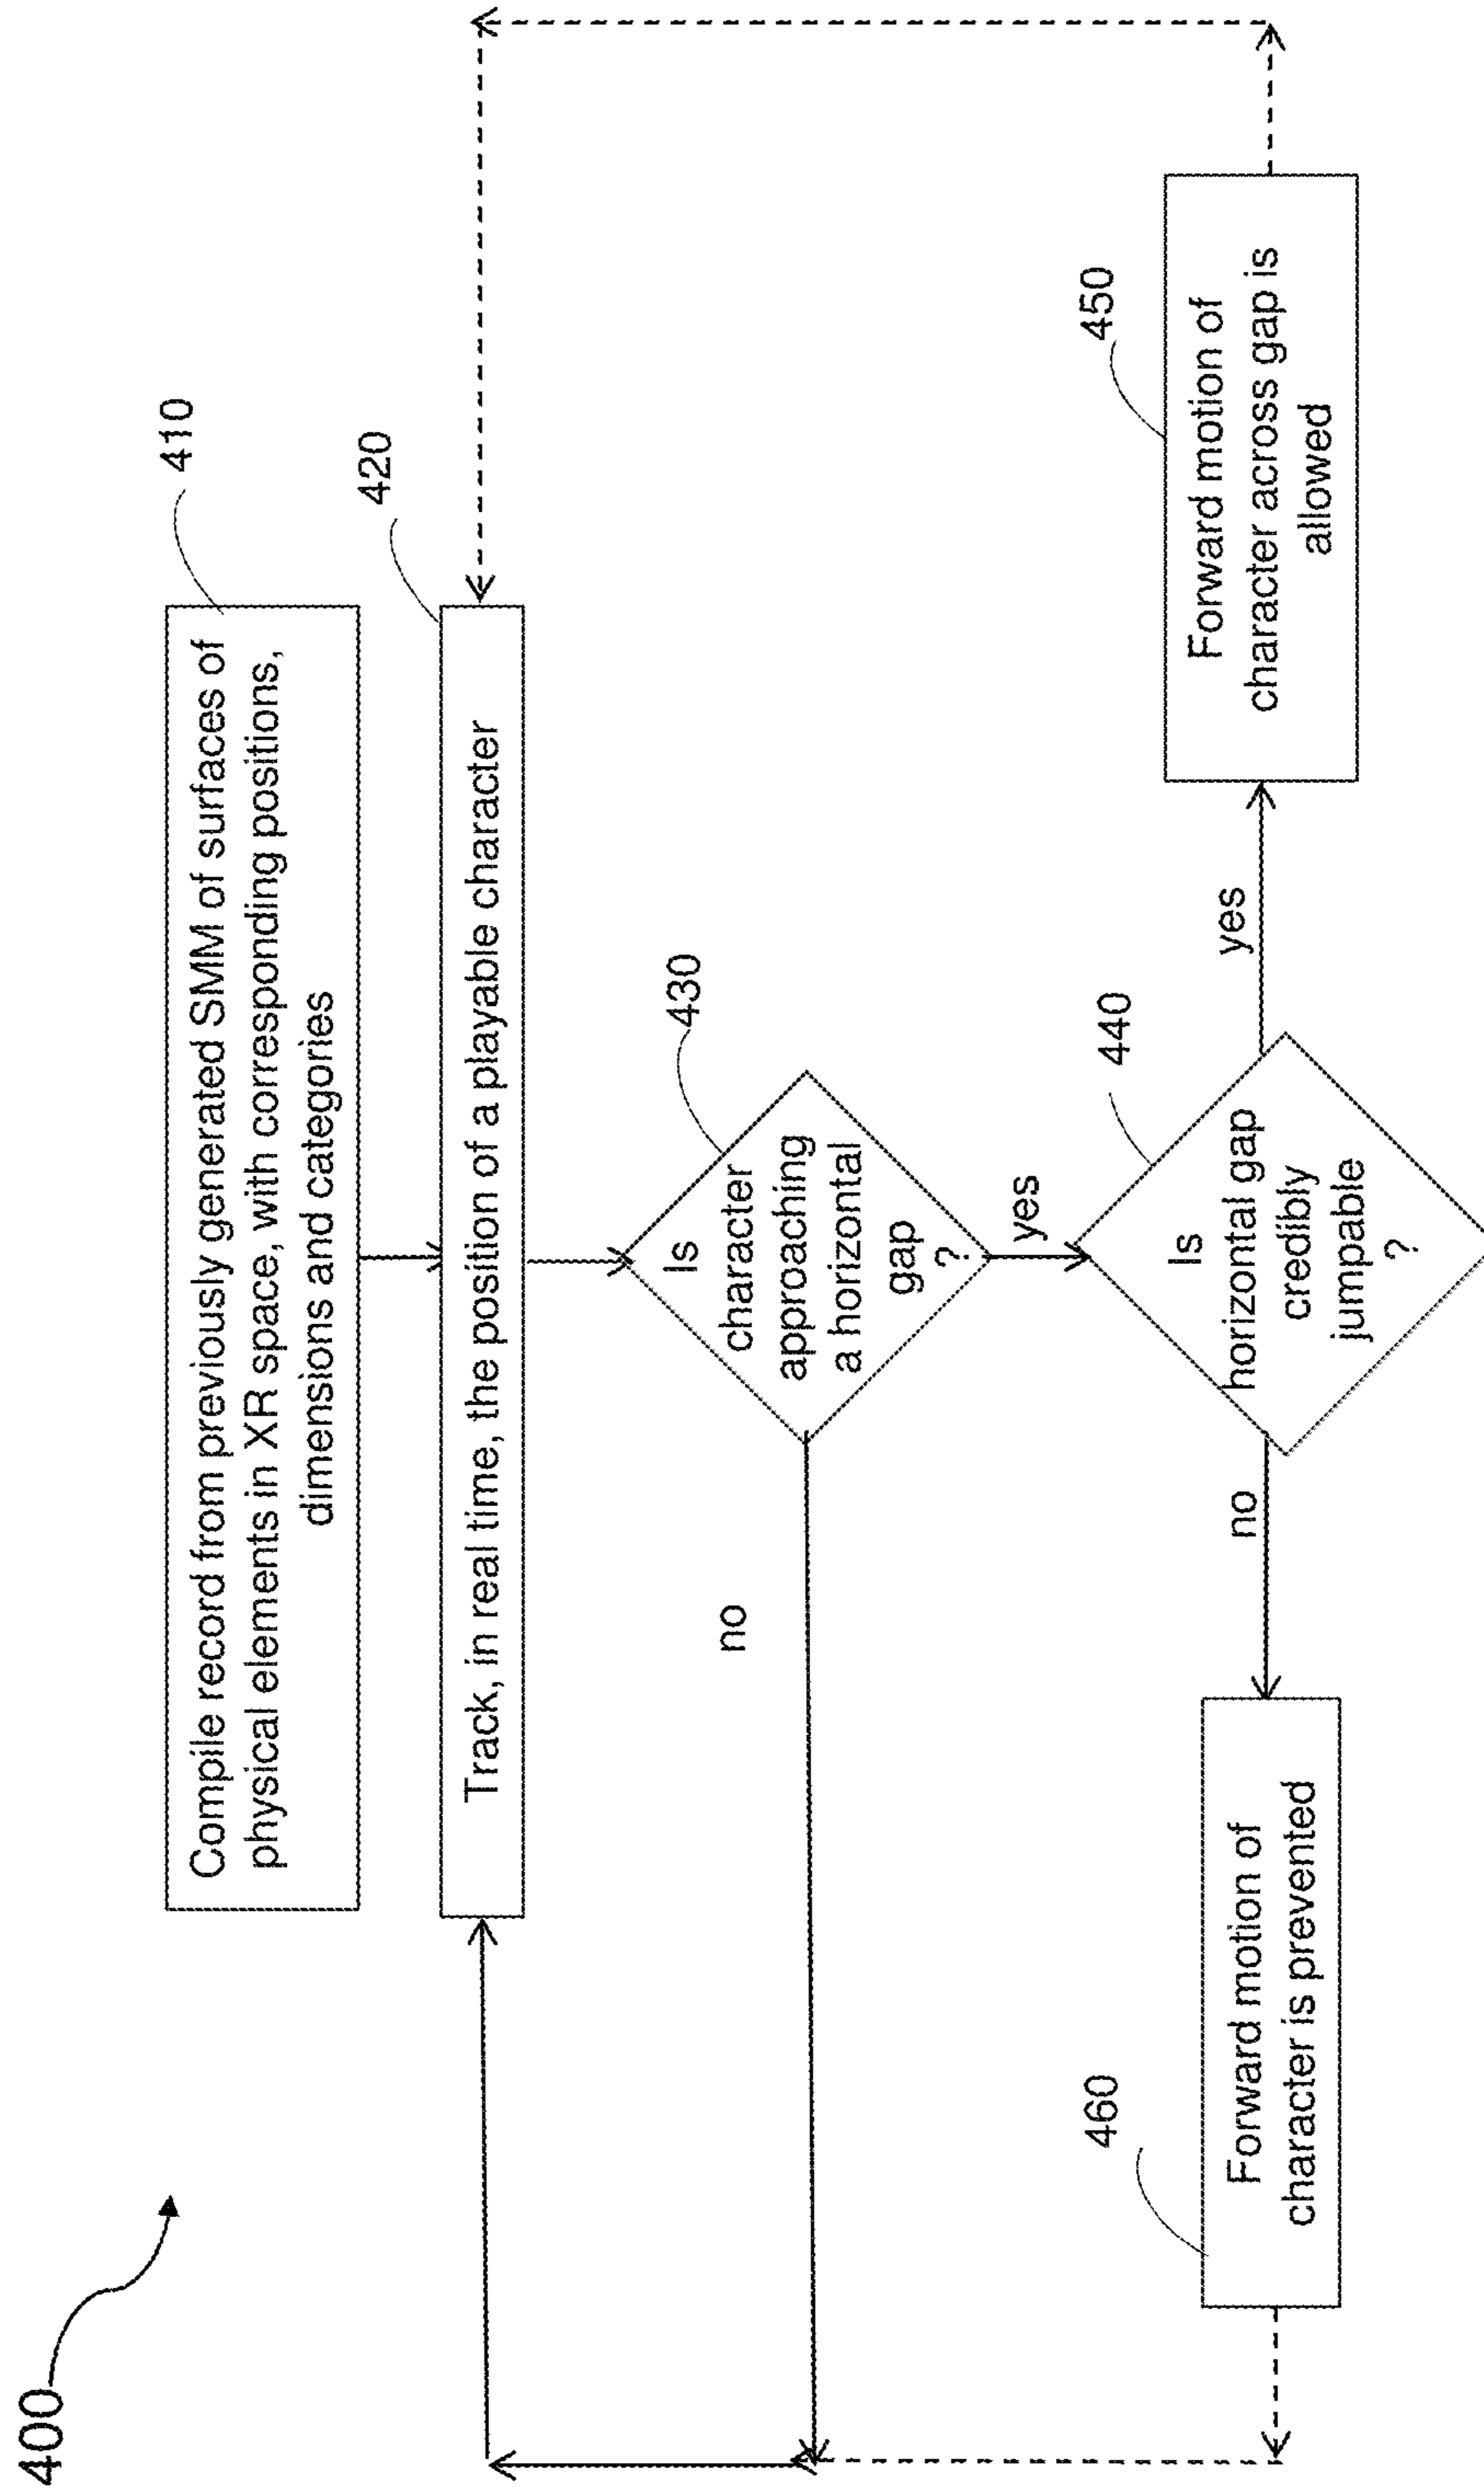 400
410
Compile record from previously generated SMM of surfaces of
physical elements in XR space, with corresponding positions,
dimensions and categories
420
Track, in real time, the position of a playable character
430
Is
character
approaching
a horizontal
gap
?
no
yes
440
Is
horizontal gap
credibly
jumpable
?
no
yes
460
Forward motion of
character is prevented
450
Forward motion of
character across gap is
allowed